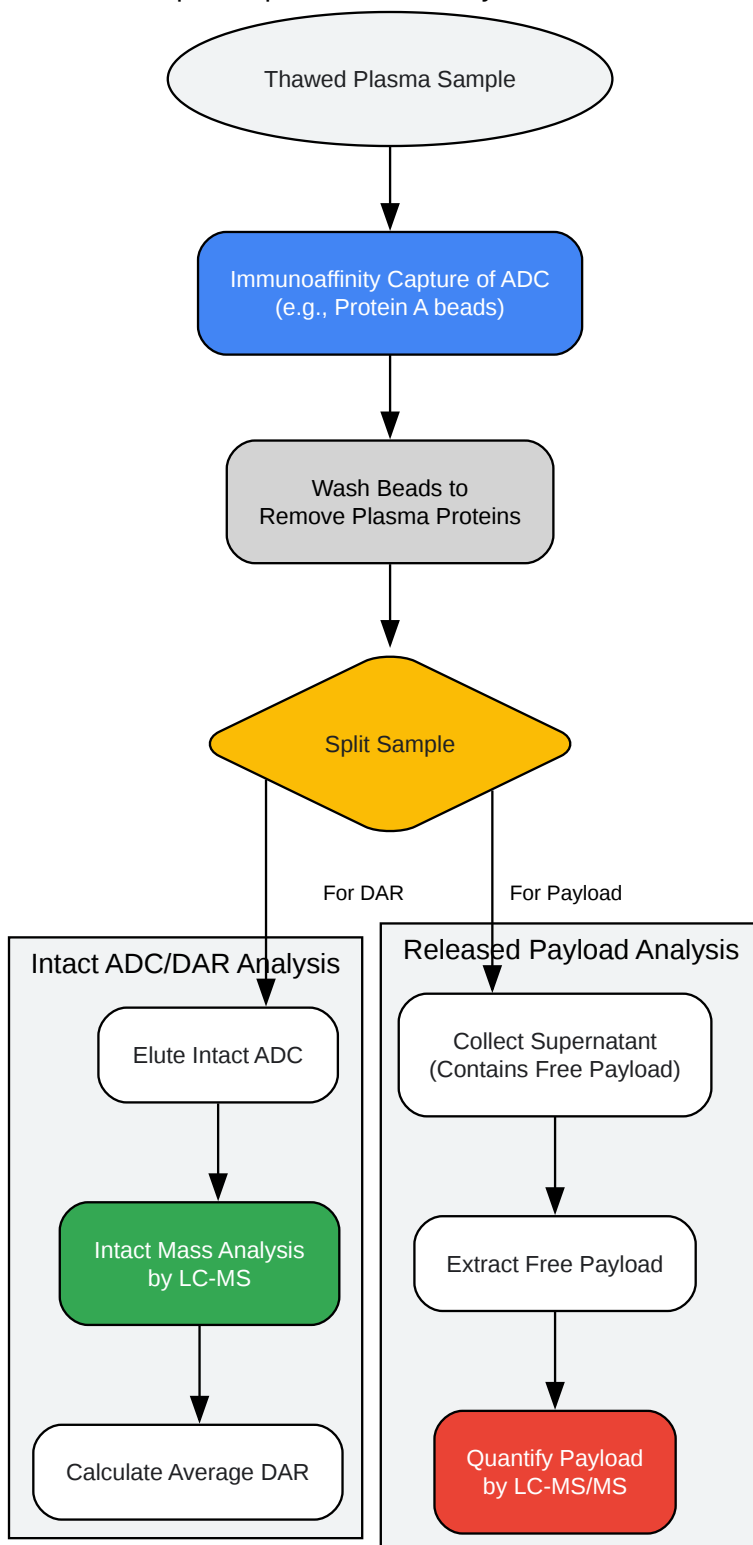 Thawed Plasma Sample
Immunoaffinity Capture of ADC
(e.g., Protein A beads)
Wash Beads to
Remove Plasma Proteins
Split Sample
For DAR
For Payload
Intact ADC/DAR Analysis
Elute Intact ADC
Intact Mass Analysis
by LC-MS
Calculate Average DAR
Released Payload Analysis
Collect Supernatant
(Contains Free Payload)
Extract Free Payload
Quantify Payload
by LC-MS/MS